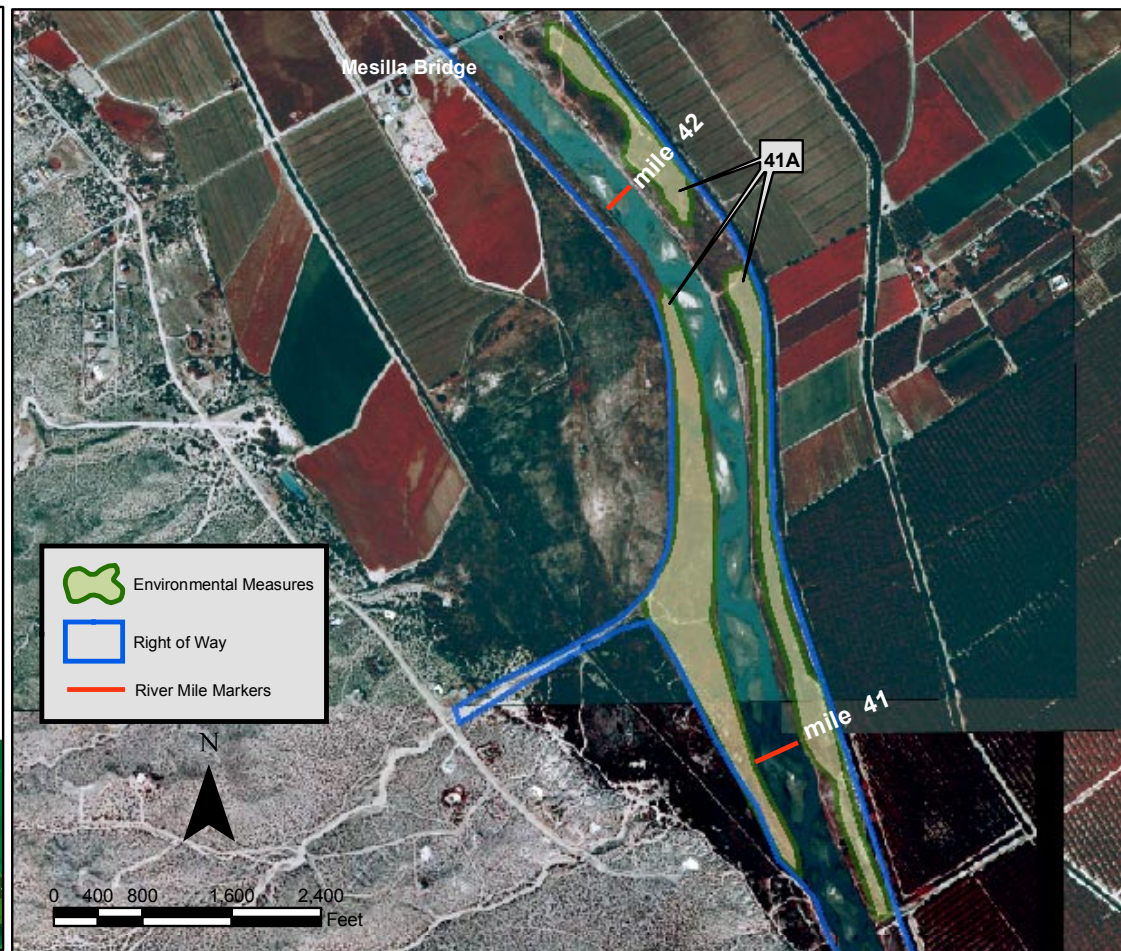 Mesilla Bridge
mile 42
41A
Environmental Measures
Right of Way
River Mile Markers
mile 41
N
0 400 800 1,600 2,400
Feet